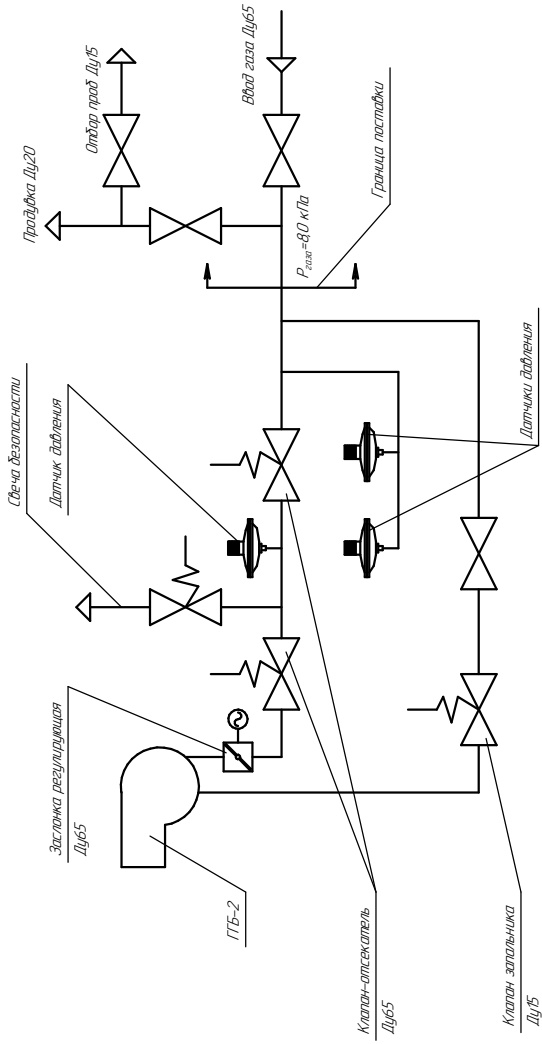 Свеча безопасности
Датчик давления
Заслонка регулирующая
Ду65
ГГБ-2
Клапан-отсекатель
Ду65
Клапан запальника
Ду15
Продувка Ду20
Отбор проб Ду15
Ввод газа Ду65
Pгаза=8,0 кПа
Граница поставки
Датчики давления